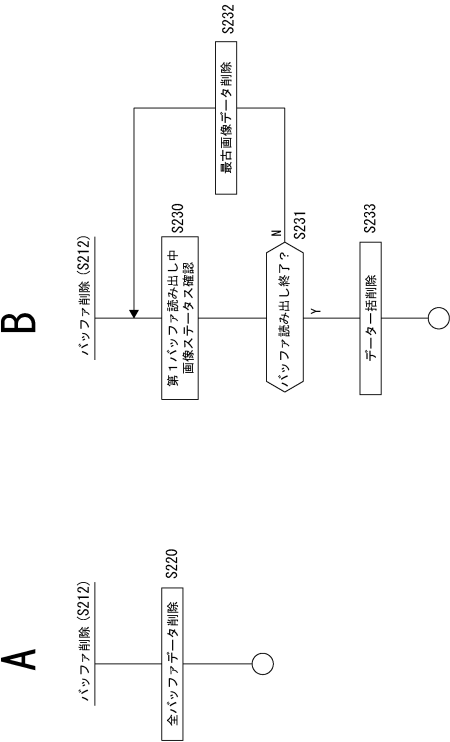 A
バッファ削除(S212)
全バッファデータ削除
S220
B
バッファ削除(S212)
第1バッファ読み出し中
画像ステータス確認
S230
バッファ読み出し終了?
S231
N
Y
最古画像データ削除
S232
データ一括削除
S233